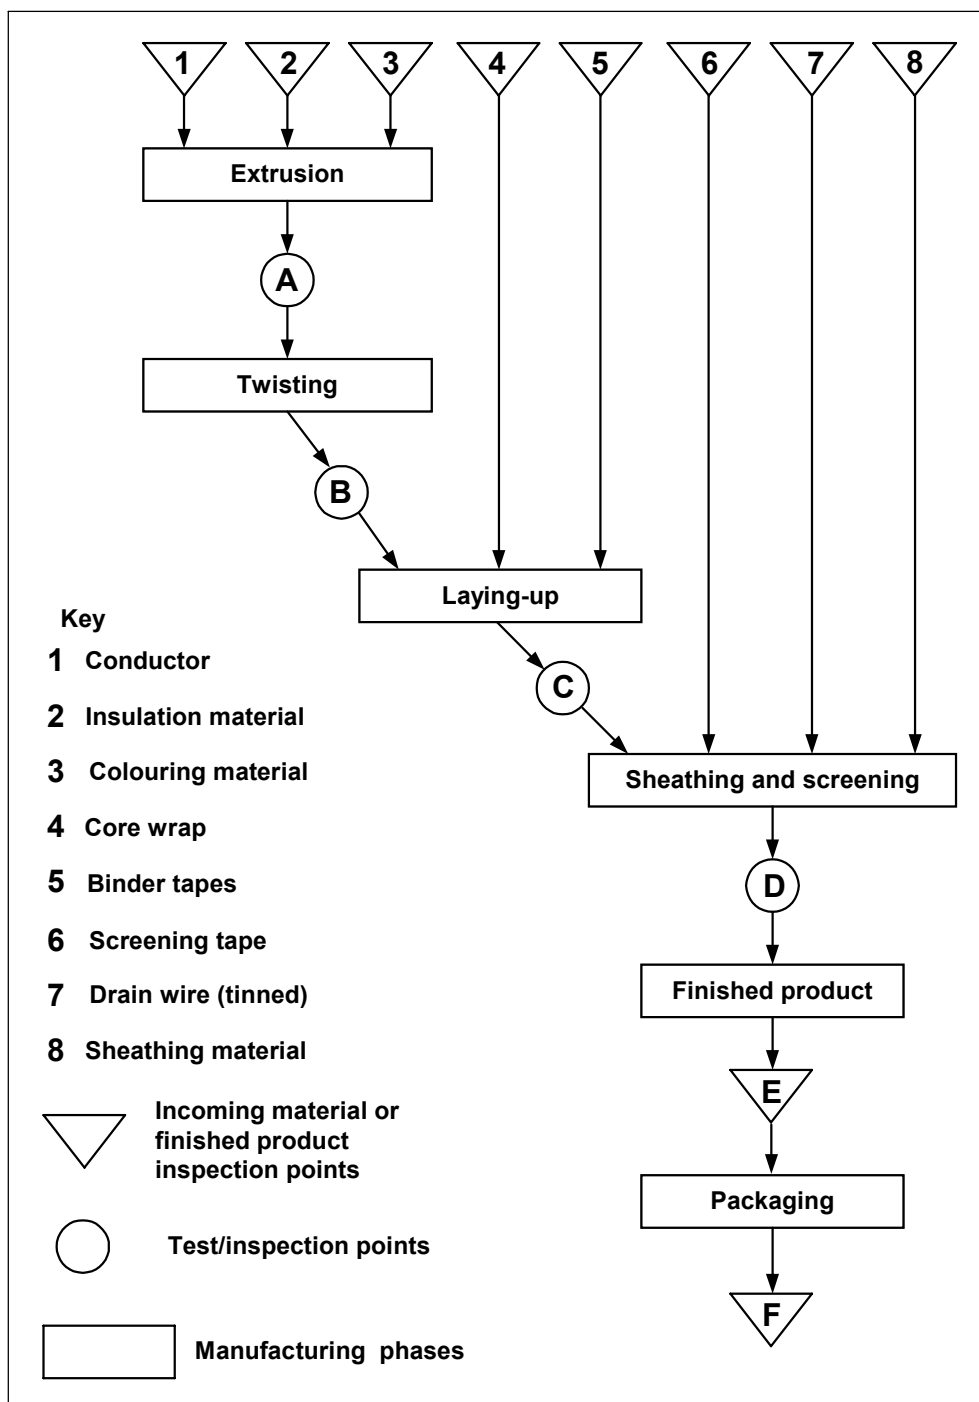 1 2 3 4 5 6 7 8
Extrusion
A
Twisting
B
Laying-up
C
Sheathing and screening
D
Finished product
E
Packaging
F
Key
1 Conductor
2 Insulation material
3 Colouring material
4 Core wrap
5 Binder tapes
6 Screening tape
7 Drain wire (tinned)
8 Sheathing material
Incoming material or
finished product
inspection points
Test/inspection points
Manufacturing phases